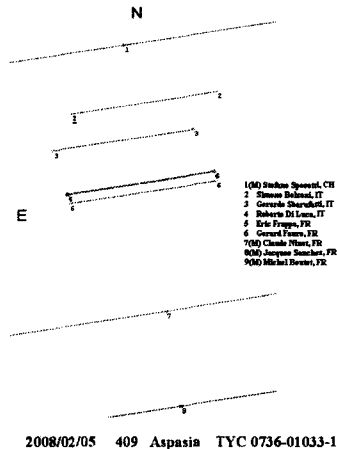 N
1
2
2
3
3
6
5
6
6
E
1(M) Stefano Sposetti, CH
2 Simone Bolzoni, IT
3 Gerardo Sbarufatti, IT
4 Roberto Di Luca, IT
5 Eric Frappa, FR
6 Gerard Faure, FR
7(M) Claude Ninet, FR
8(M) Jacques Sanchez, FR
9(M) Michel Boutet, FR
7
9
2008/02/05 409 Aspasia TYC 0736-01033-1